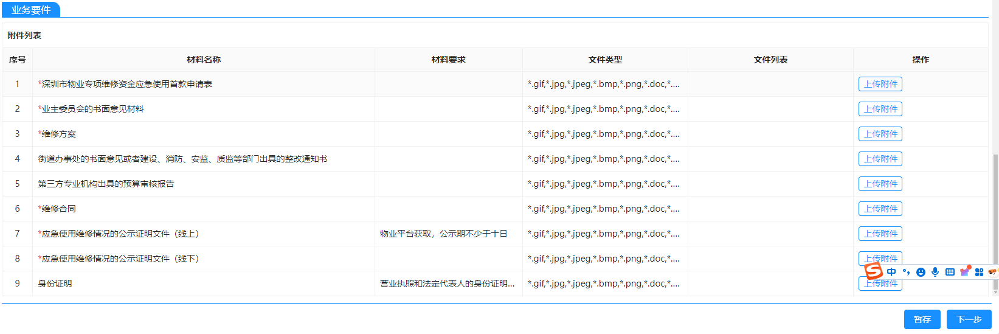 业务要件
附件列表
序号 材料名称 材料要求 文件类型 文件列表 操作
1 *深圳市物业专项维修资金应急使用首款申请表 *.gif,*.jpg,*.jpeg,*.bmp,*.png,*.doc,*.... 上传附件
2 *业主委员会的书面意见材料 *.gif,*.jpg,*.jpeg,*.bmp,*.png,*.doc,*.... 上传附件
3 *维修方案 *.gif,*.jpg,*.jpeg,*.bmp,*.png,*.doc,*.... 上传附件
4 街道办事处的书面意见或者建设、消防、安监、质监等部门出具的整改通知书 *.gif,*.jpg,*.jpeg,*.bmp,*.png,*.doc,*.... 上传附件
5 第三方专业机构出具的预算审核报告 *.gif,*.jpg,*.jpeg,*.bmp,*.png,*.doc,*.... 上传附件
6 *维修合同 *.gif,*.jpg,*.jpeg,*.bmp,*.png,*.doc,*.... 上传附件
7 *应急使用维修情况的公示证明文件（线上） 物业平台获取，公示期不少于十日 *.gif,*.jpg,*.jpeg,*.bmp,*.png,*.doc,*.... 上传附件
8 *应急使用维修情况的公示证明文件（线下） *.gif,*.jpg,*.jpeg,*.bmp,*.png,*.doc,*.... 上传附件
中
9 身份证明 营业执照和法定代表人的身份证明... *.gif,*.jpg,*.jpeg,*.bmp,*.png,*.doc,*.... 上传附件
暂存 下一步